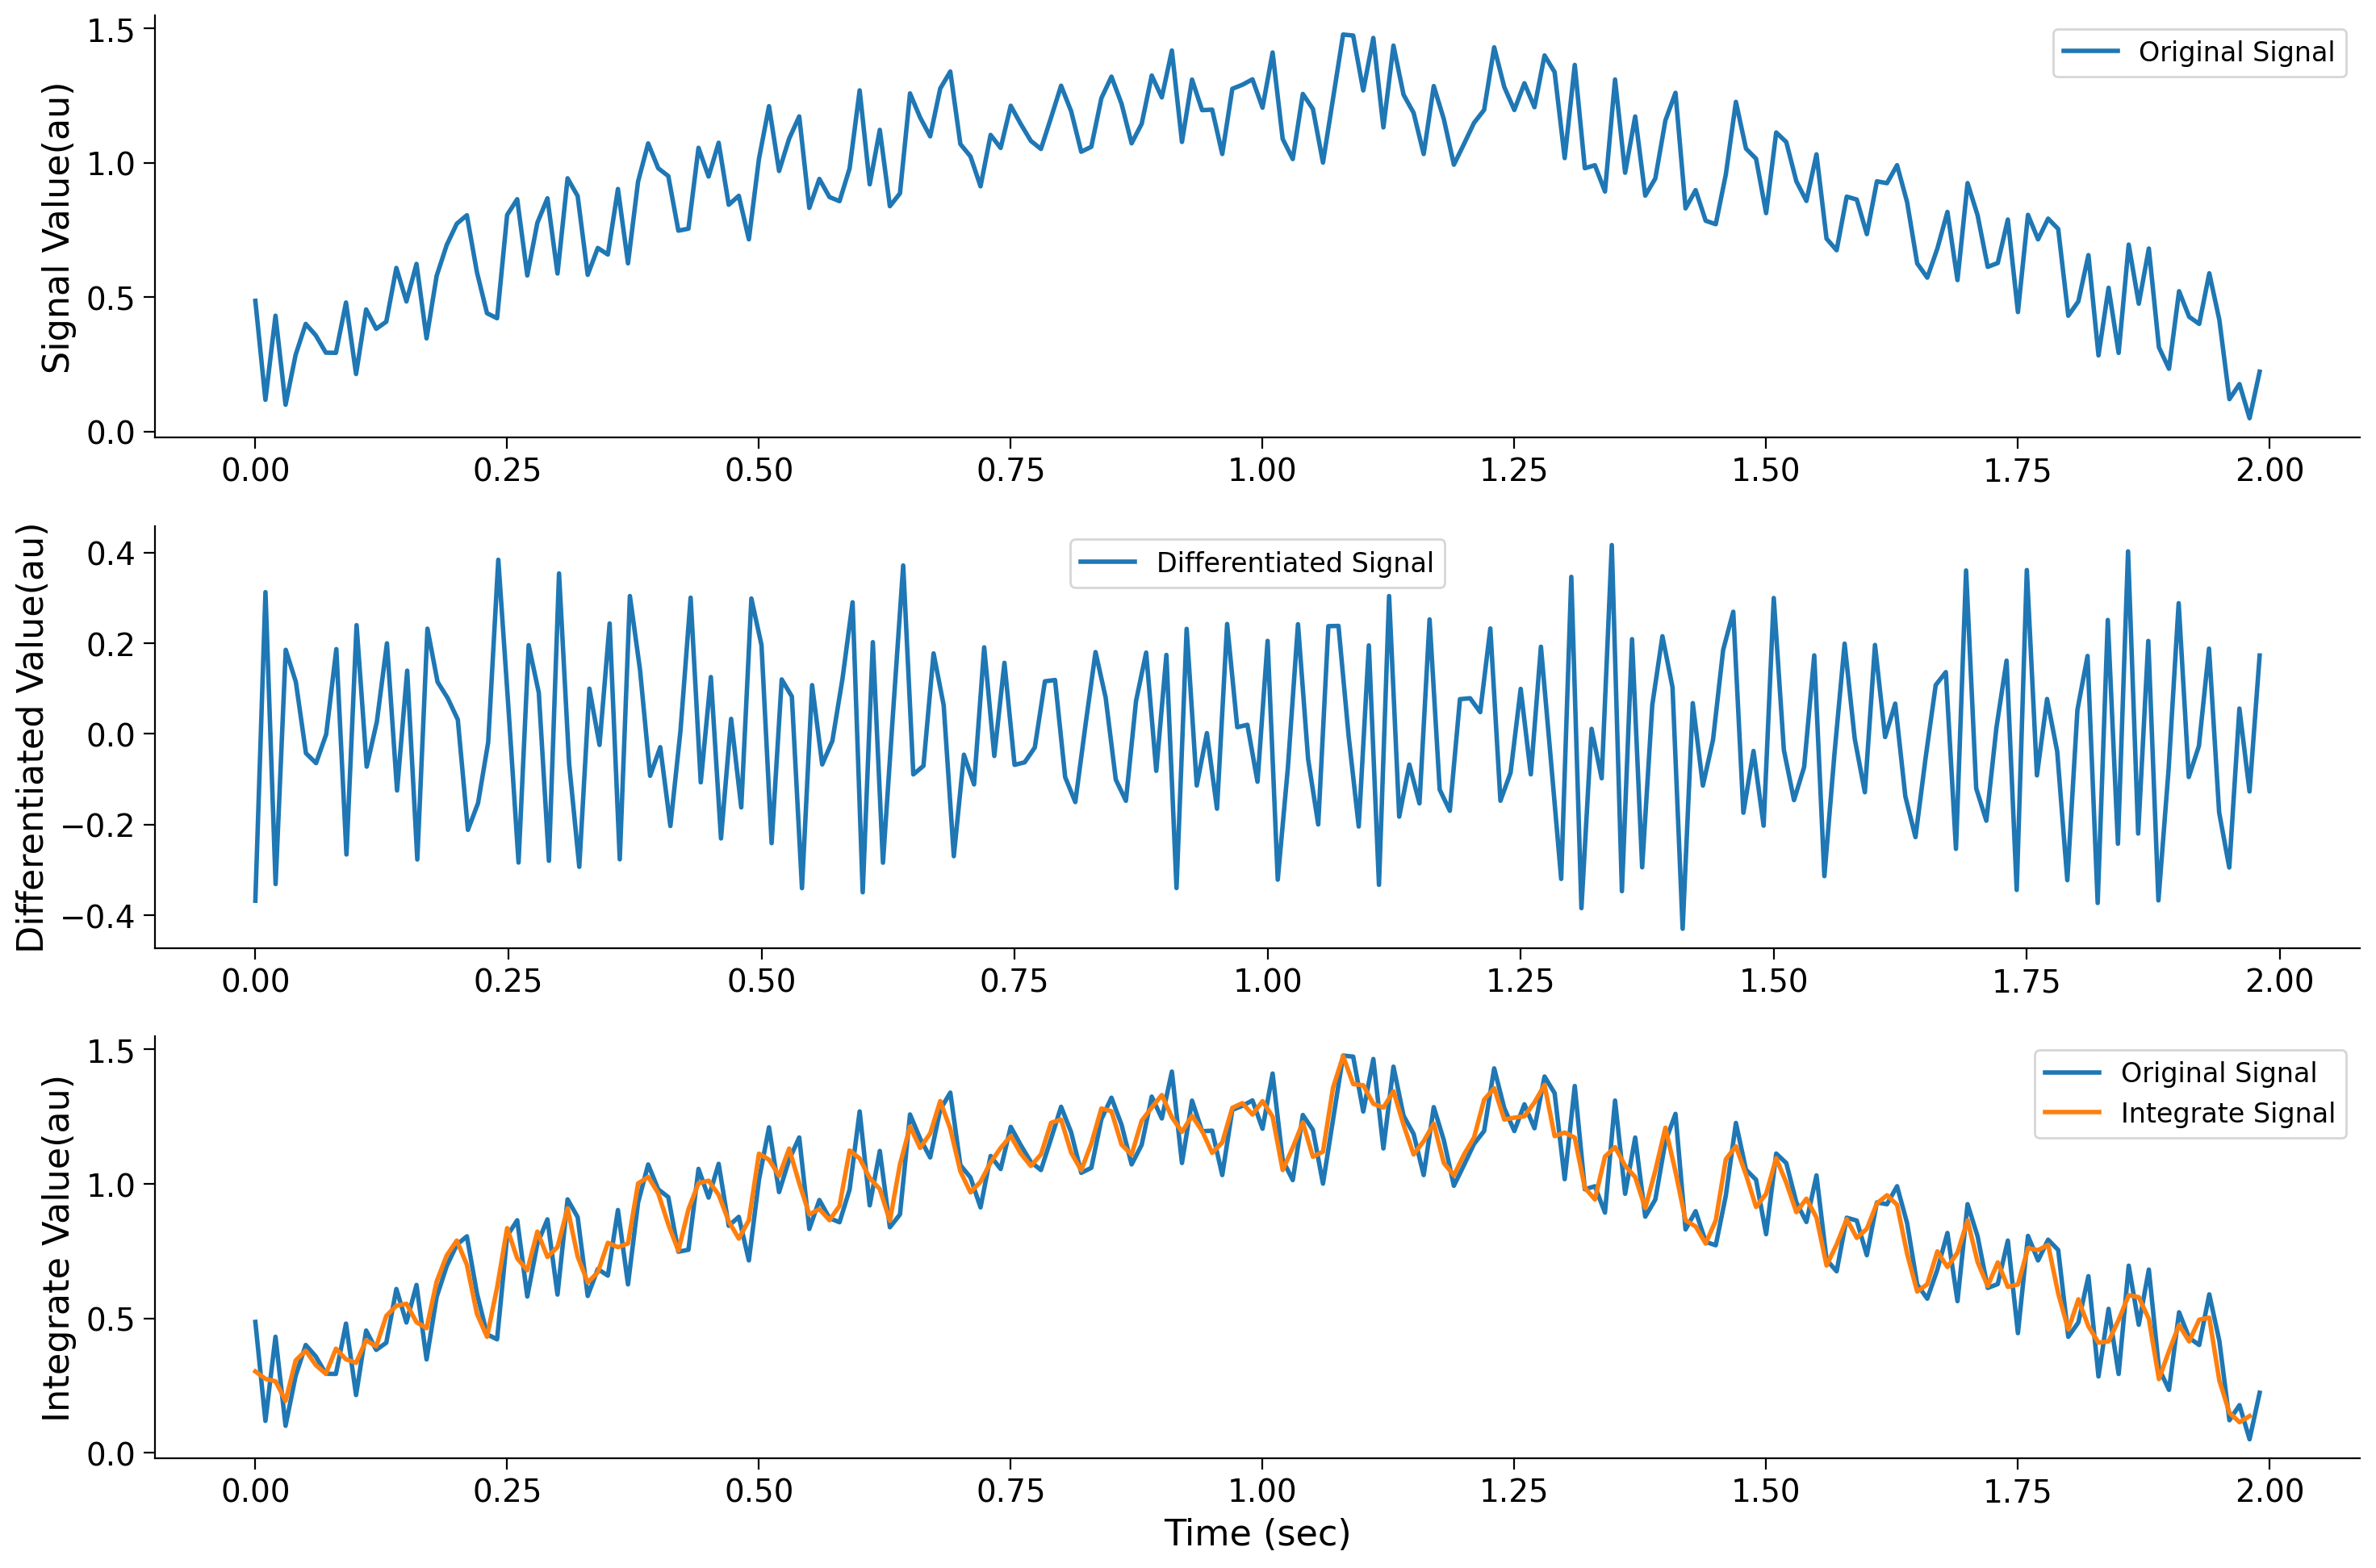 Signal Value(au)
1.5
1.0
0.5
0.0
Original Signal
0.00 0.25 0.50 0.75 1.00 1.25 1.50 1.75 2.00
Differentiated Value(au)
0.4
0.2
0.0
−0.2
−0.4
Differentiated Signal
0.00 0.25 0.50 0.75 1.00 1.25 1.50 1.75 2.00
Integrate Value(au)
1.5
1.0
0.5
0.0
Original Signal
Integrate Signal
0.00 0.25 0.50 0.75 1.00 1.25 1.50 1.75 2.00
Time (sec)